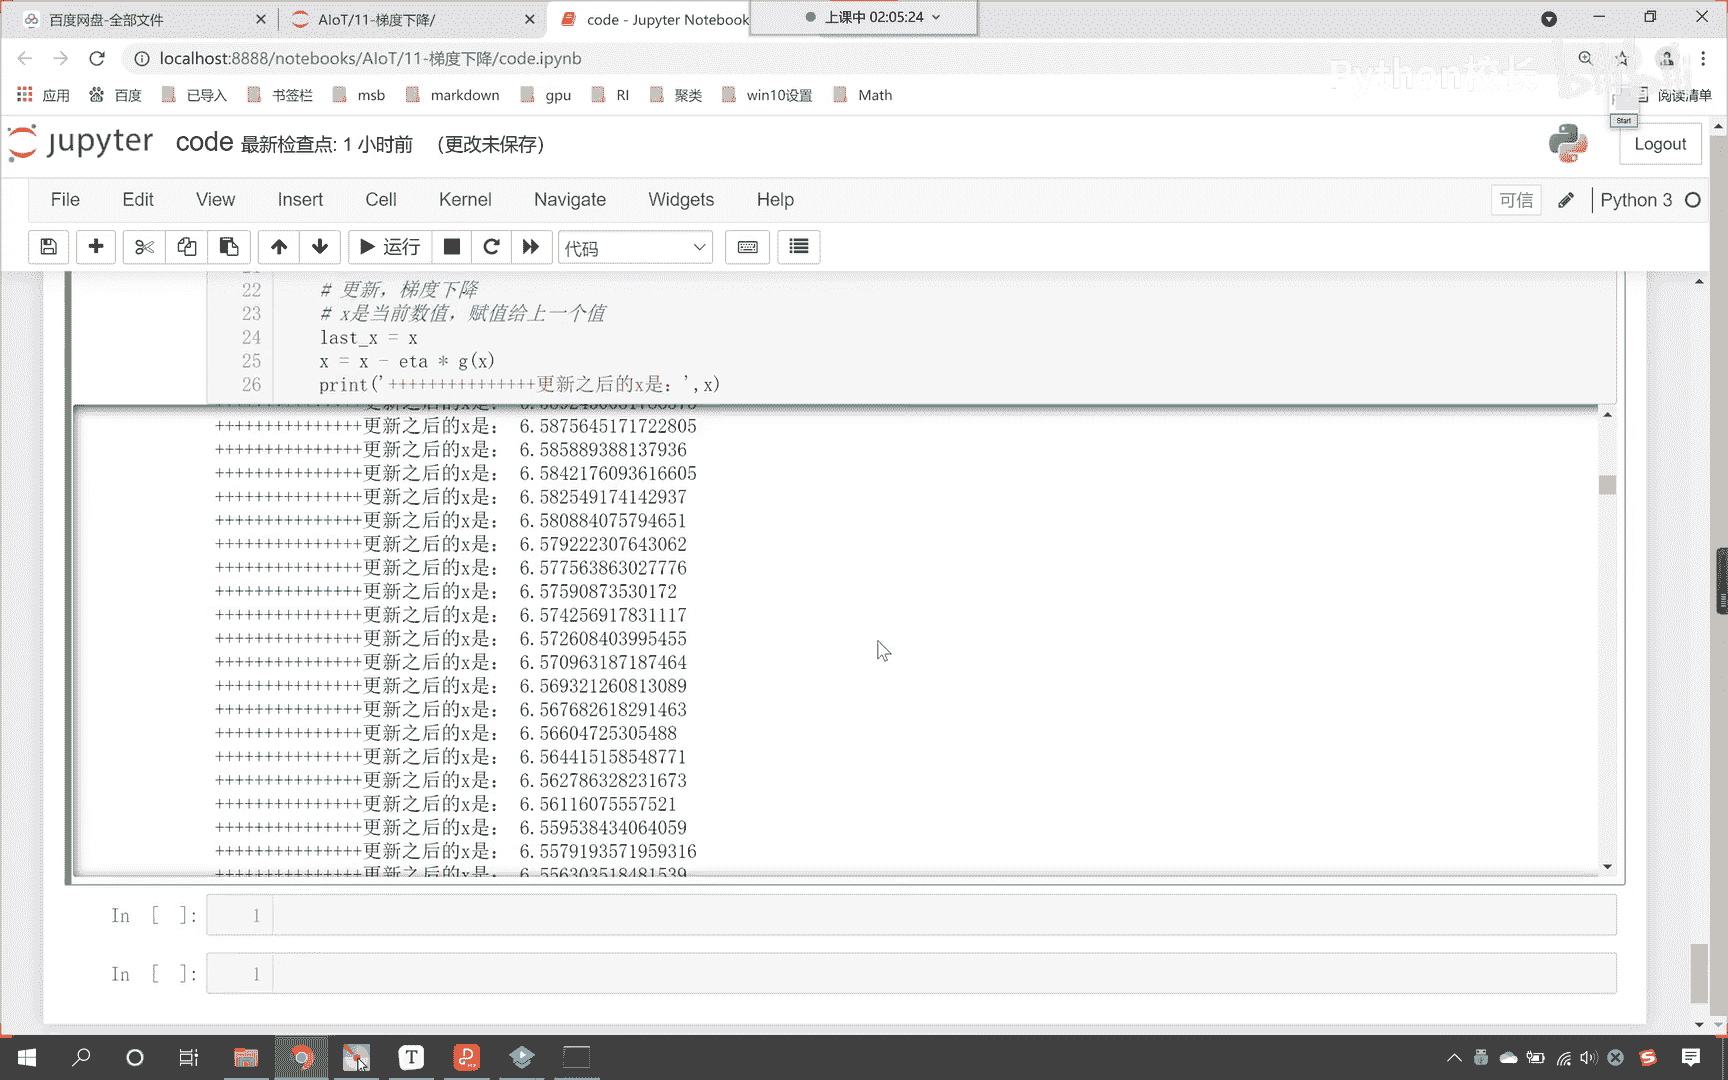 百度网盘-全部文件
AIoT/11-梯度下降/
code - Jupyter Notebook
上课中 02:05:24
localhost:8888/notebooks/AIoT/11-梯度下降/code.ipynb
Python校长
应用 百度 已导入 书签栏 msb markdown gpu RI 聚类 win10设置 Math 阅读清单
Start
jupyter code 最新检查点: 1 小时前 (更改未保存)
Logout
File Edit View Insert Cell Kernel Navigate Widgets Help
可信 Python 3
运行 代码
22 # 更新，梯度下降
23 # x是当前数值，赋值给上一个值
24 last_x = x
25 x = x - eta * g(x)
26 print('+++++++++++++++更新之后的x是：',x)
+++++++++++++++更新之后的x是： 6.5875645171722805
+++++++++++++++更新之后的x是： 6.585889388137936
+++++++++++++++更新之后的x是： 6.5842176093616605
+++++++++++++++更新之后的x是： 6.582549174142937
+++++++++++++++更新之后的x是： 6.580884075794651
+++++++++++++++更新之后的x是： 6.579222307643062
+++++++++++++++更新之后的x是： 6.577563863027776
+++++++++++++++更新之后的x是： 6.57590873530172
+++++++++++++++更新之后的x是： 6.574256917831117
+++++++++++++++更新之后的x是： 6.572608403995455
+++++++++++++++更新之后的x是： 6.570963187187464
+++++++++++++++更新之后的x是： 6.569321260813089
+++++++++++++++更新之后的x是： 6.567682618291463
+++++++++++++++更新之后的x是： 6.56604725305488
+++++++++++++++更新之后的x是： 6.564415158548771
+++++++++++++++更新之后的x是： 6.562786328231673
+++++++++++++++更新之后的x是： 6.56116075557521
+++++++++++++++更新之后的x是： 6.559538434064059
+++++++++++++++更新之后的x是： 6.5579193571959316
+++++++++++++++更新之后的x是： 6.556303518481539
In [ ]: 1
In [ ]: 1